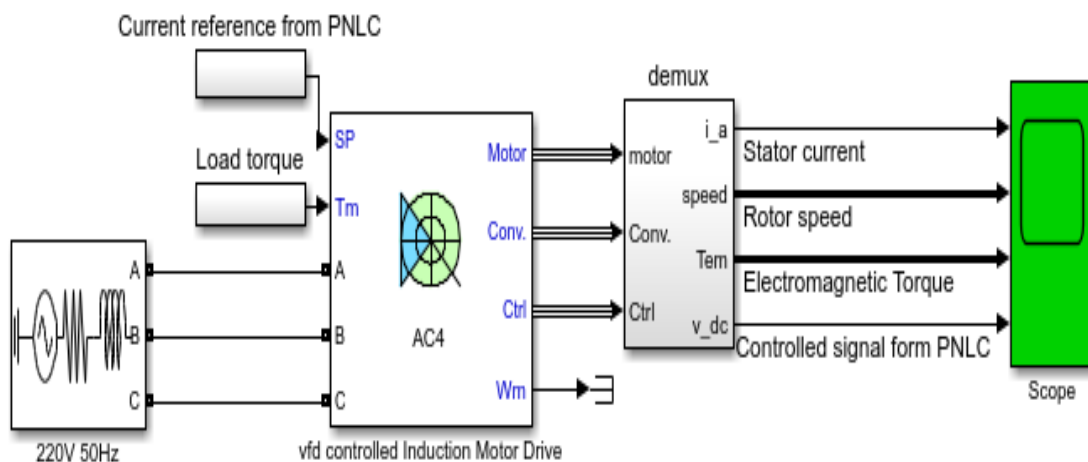 Current reference from PNLC
Load torque
220V 50Hz
A
B
C
SP
Tm
A
B
C
Motor
Conv.
Ctrl
Wm
AC4
vfd controlled Induction Motor Drive
demux
motor
Conv.
Ctrl
i_a
speed
Tem
v_dc
Stator current
Rotor speed
Electromagnetic Torque
Controlled signal form PNLC
Scope